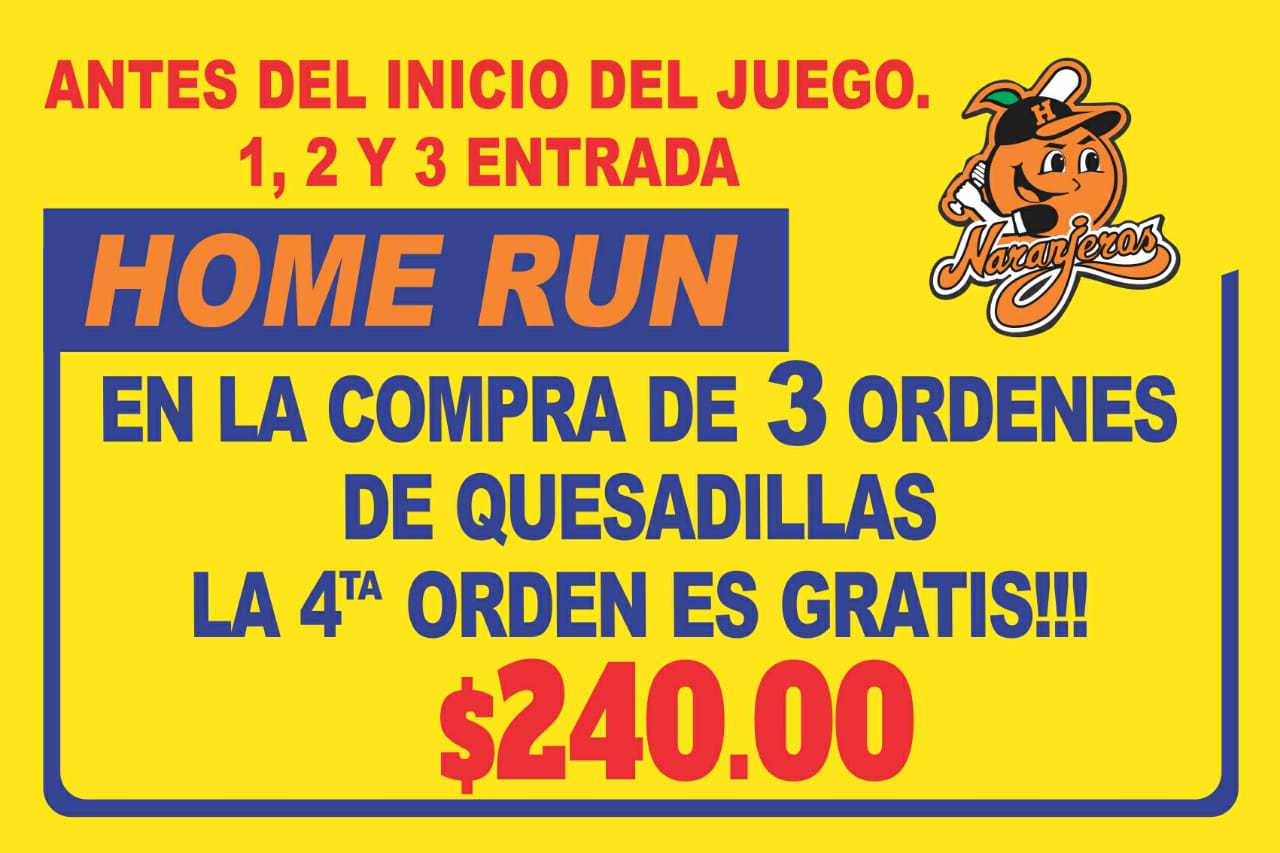 ANTES DEL INICIO DEL JUEGO.
1, 2 Y 3 ENTRADA
H
Naranjeros
HOME RUN
EN LA COMPRA DE 3 ORDENES
DE QUESADILLAS
LA 4TA ORDEN ES GRATIS!!!
$240.00